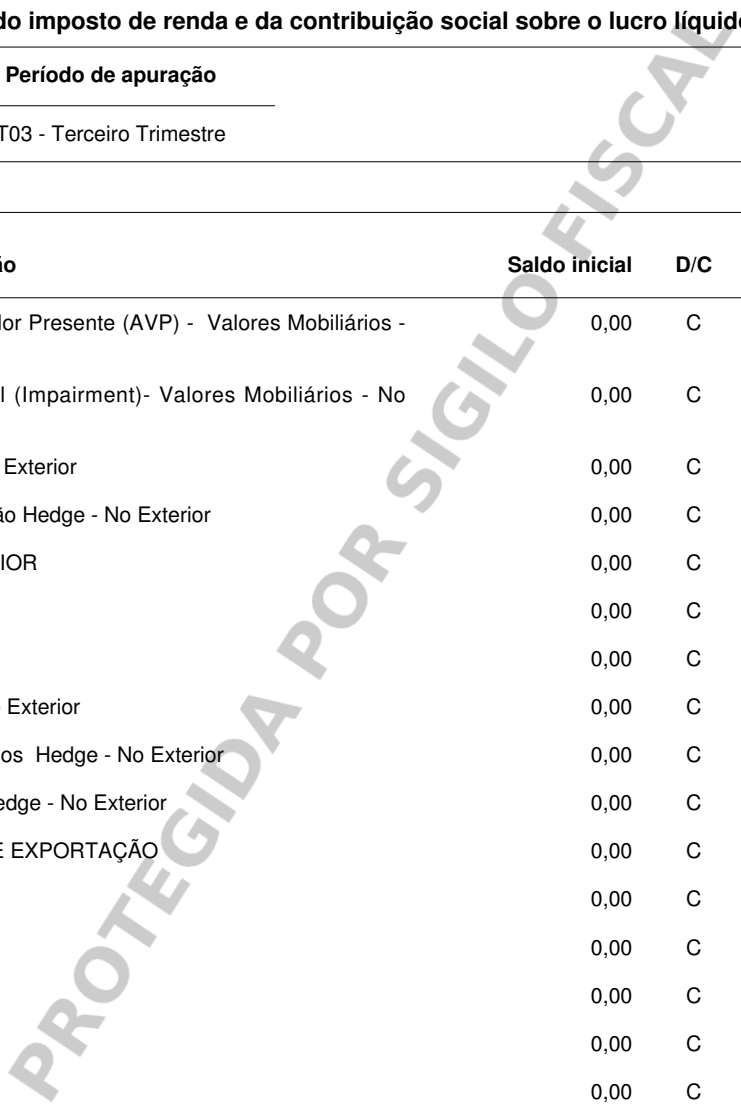 do imposto de renda e da contribuição social sobre o lucro líquido
Período de apuração
T03 - Terceiro Trimestre
ão Saldo inicial D/C
lor Presente (AVP) - Valores Mobiliários - 0,00 C
l (Impairment)- Valores Mobiliários - No 0,00 C
Exterior 0,00 C
ão Hedge - No Exterior 0,00 C
IOR 0,00 C
0,00 C
0,00 C
Exterior 0,00 C
os Hedge - No Exterior 0,00 C
edge - No Exterior 0,00 C
E EXPORTAÇÃO 0,00 C
0,00 C
0,00 C
0,00 C
0,00 C
0,00 C
PROTEGIDA POR SIGILO FISCAL